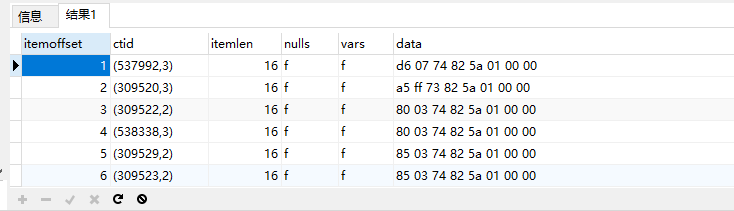 信息 结果1
itemoffset ctid itemlen nulls vars data
1 (537992,3) 16 f f d6 07 74 82 5a 01 00 00
2 (309520,3) 16 f f a5 ff 73 82 5a 01 00 00
3 (309522,2) 16 f f 80 03 74 82 5a 01 00 00
4 (538338,3) 16 f f 80 03 74 82 5a 01 00 00
5 (309529,2) 16 f f 85 03 74 82 5a 01 00 00
6 (309523,2) 16 f f 85 03 74 82 5a 01 00 00